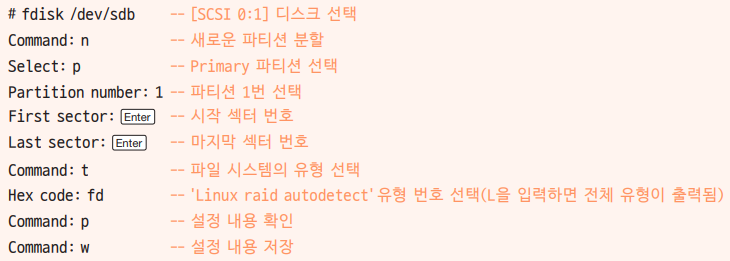 # fdisk /dev/sdb -- [SCSI 0:1] 디스크 선택
Command: n -- 새로운 파티션 분할
Select: p -- Primary 파티션 선택
Partition number: 1 -- 파티션 1번 선택
First sector: Enter -- 시작 섹터 번호
Last sector: Enter -- 마지막 섹터 번호
Command: t -- 파일 시스템의 유형 선택
Hex code: fd -- 'Linux raid autodetect' 유형 번호 선택(L을 입력하면 전체 유형이 출력됨)
Command: p -- 설정 내용 확인
Command: w -- 설정 내용 저장